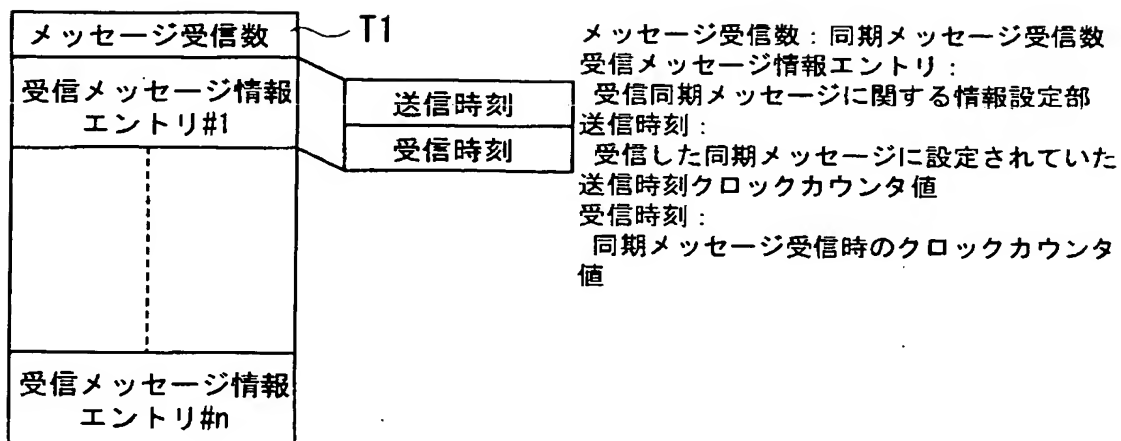 メッセージ受信数
T1
受信メッセージ情報
エントリ#1
送信時刻
受信時刻
受信メッセージ情報
エントリ#n
メッセージ受信数：同期メッセージ受信数
受信メッセージ情報エントリ：
受信同期メッセージに関する情報設定部
送信時刻：
受信した同期メッセージに設定されていた
送信時刻クロックカウンタ値
受信時刻：
同期メッセージ受信時のクロックカウンタ
値